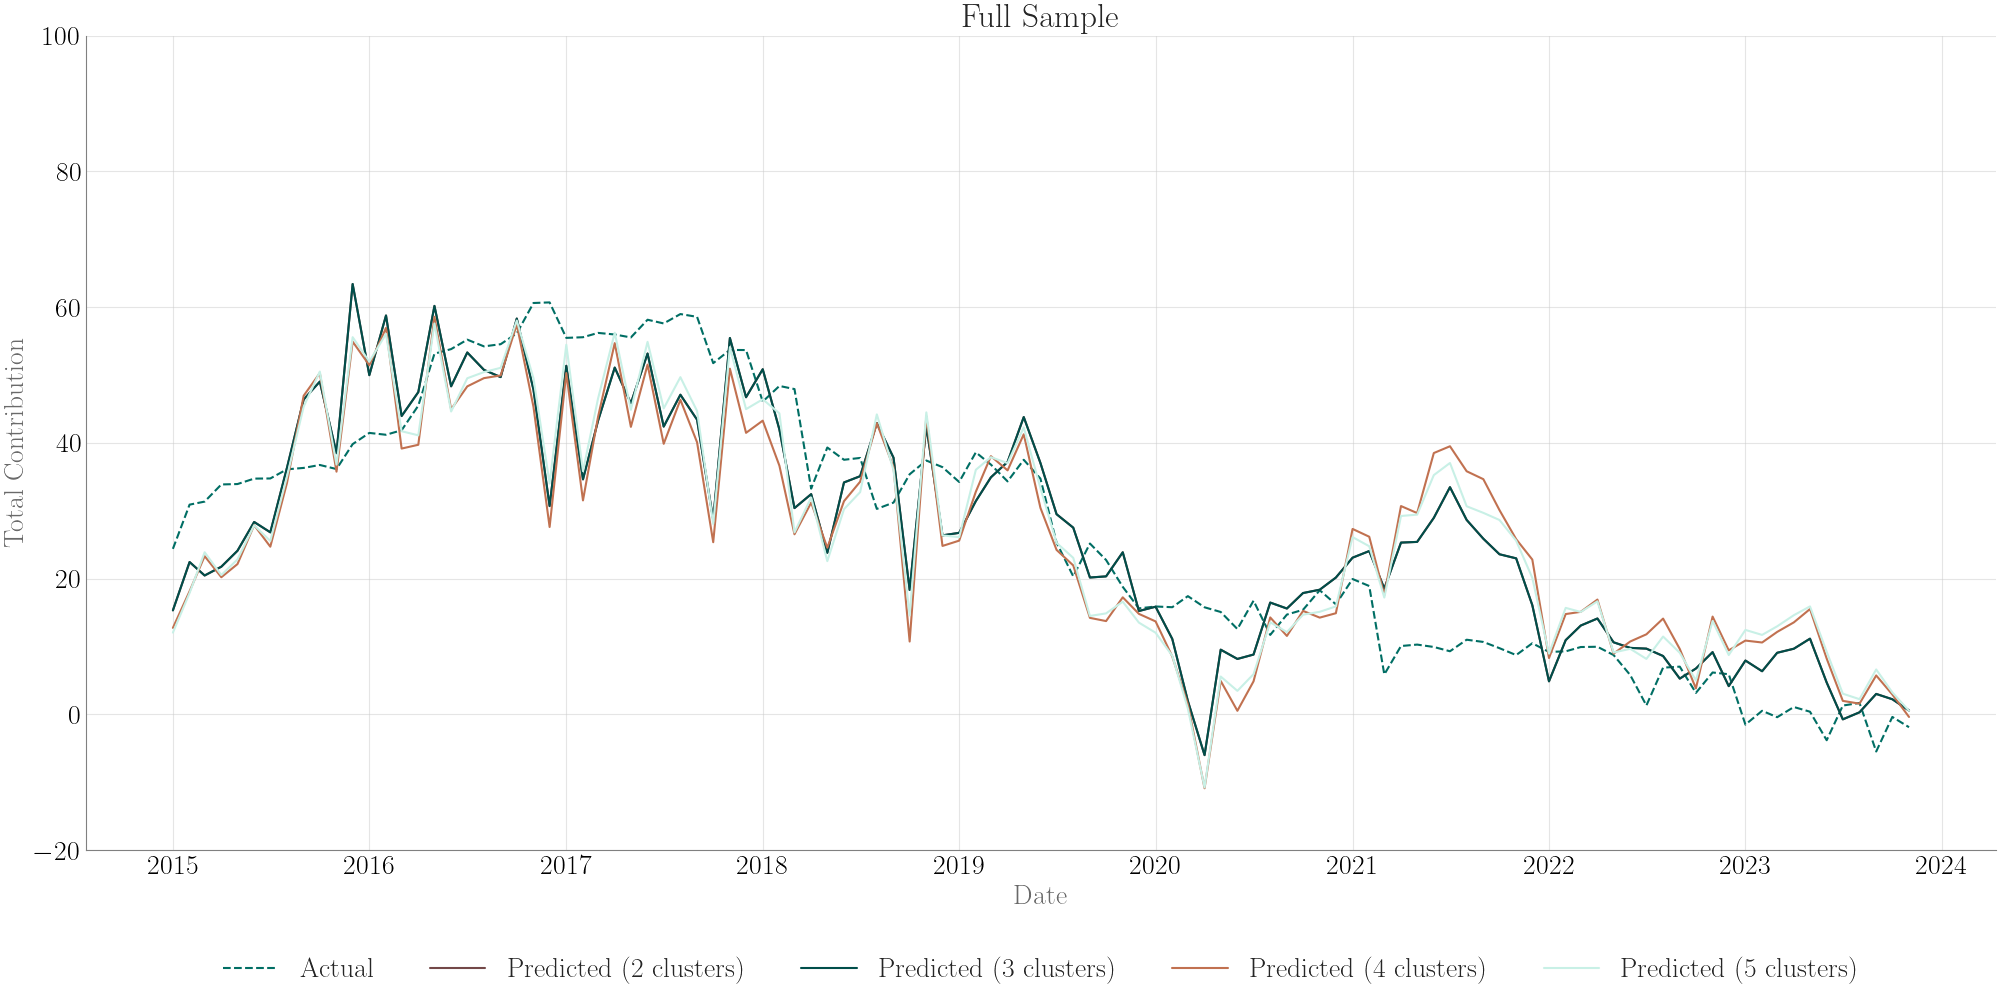 Full Sample
Total Contribution
100
80
60
40
20
0
−20
2015 2016 2017 2018 2019 2020 2021 2022 2023 2024
Date
Actual Predicted (2 clusters) Predicted (3 clusters) Predicted (4 clusters) Predicted (5 clusters)